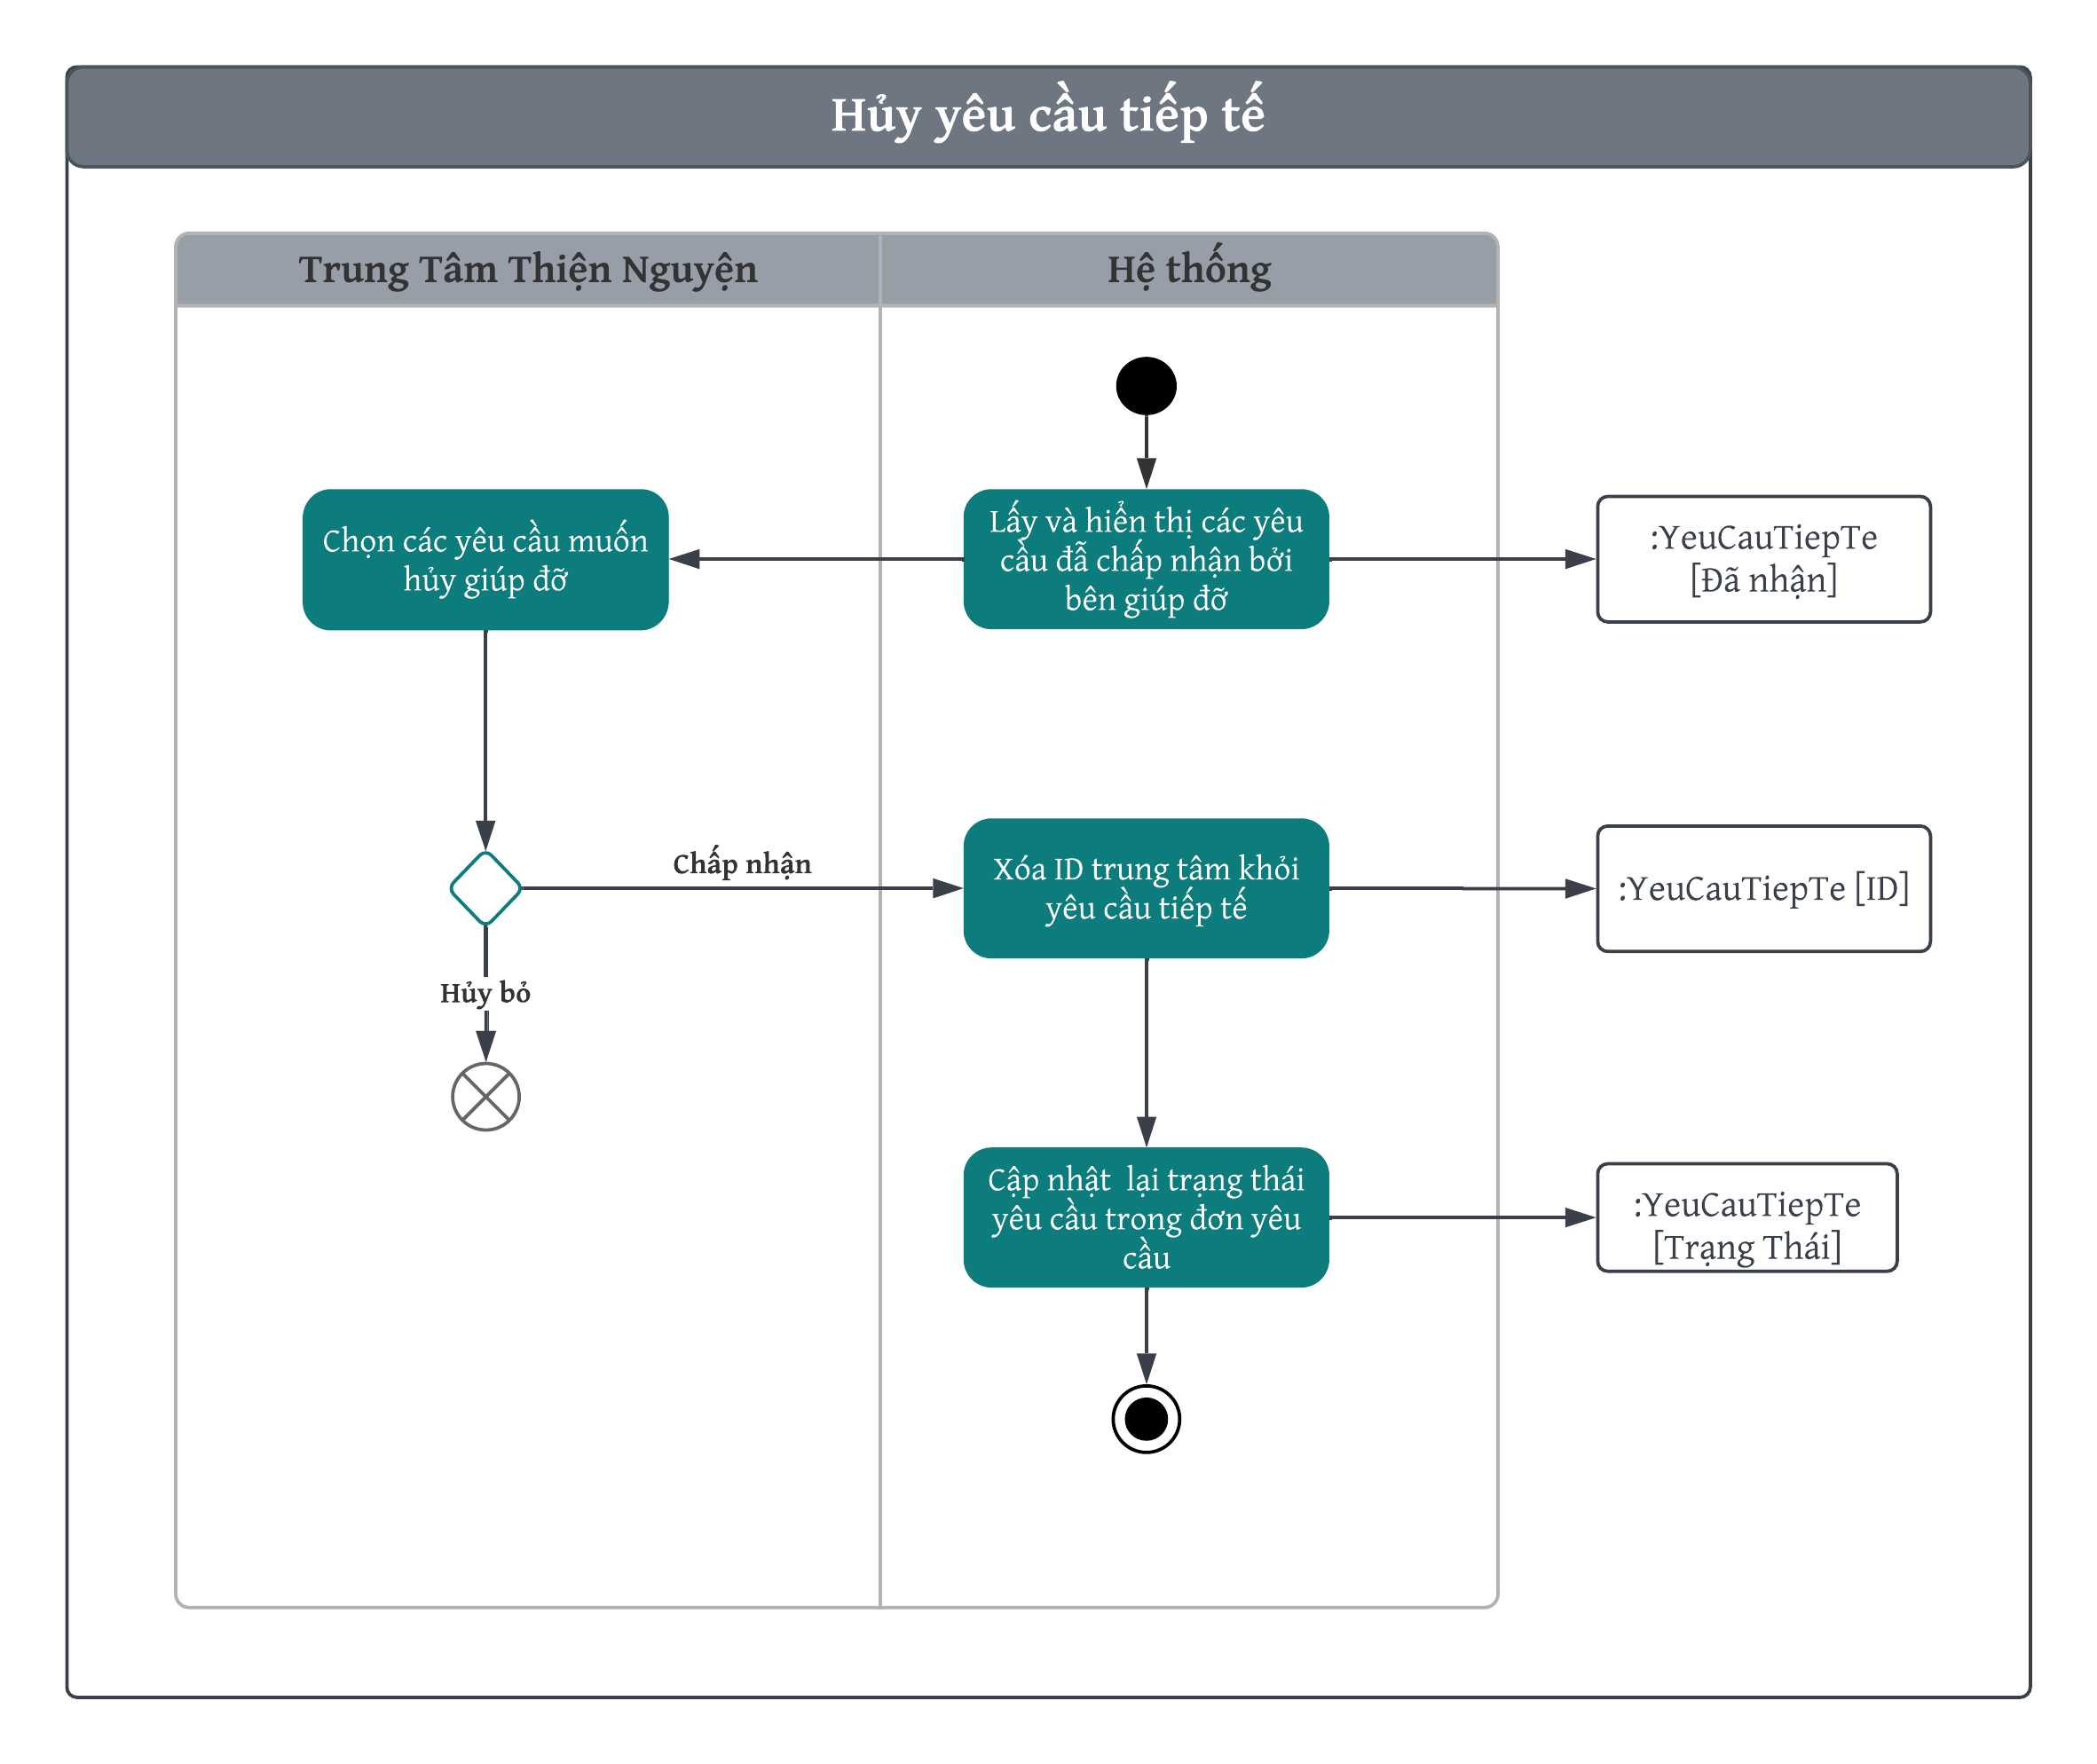 Hủy yêu cầu tiếp tế
Trung Tâm Thiện Nguyện
Hệ thống
Chọn các yêu cầu muốn
hủy giúp đỡ
Lấy và hiển thị các yêu
cầu đẫ chấp nhận bởi
bên giúp đỡ
:YeuCauTiepTe
[Đã nhận]
Chấp nhận
Xóa ID trung tâm khỏi
yêu cầu tiếp tế
:YeuCauTiepTe [ID]
Hủy bỏ
Cập nhật  lại trạng thái
yêu cầu trong đơn yêu
cầu
:YeuCauTiepTe
[Trạng Thái]